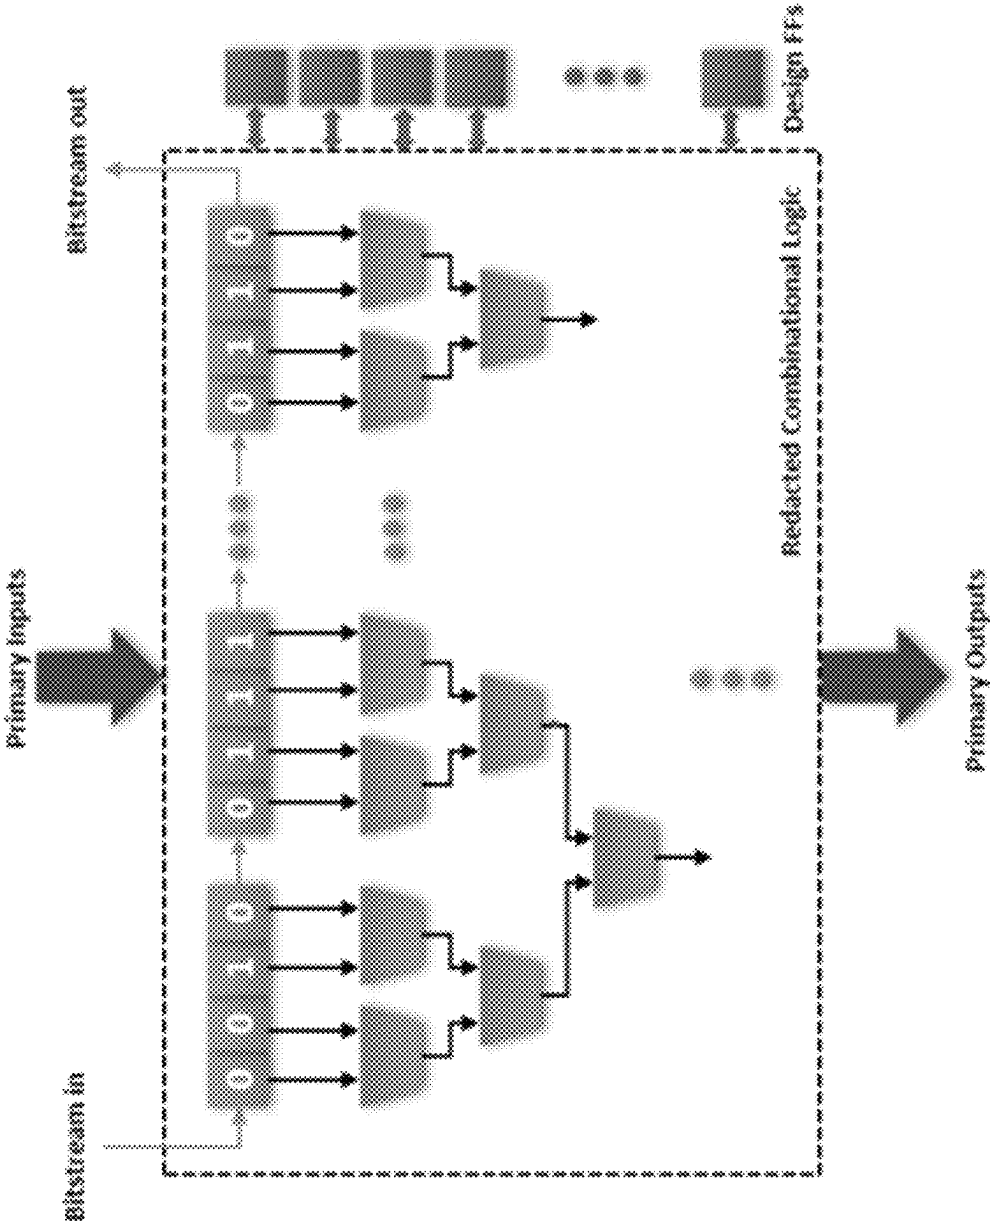 Primary Inputs
Bitstream in
Bitstream out
0 0 1 0
0 1 1 1
0 1 1 0
Redacted Combinational Logic
Design FFs
Primary Outputs